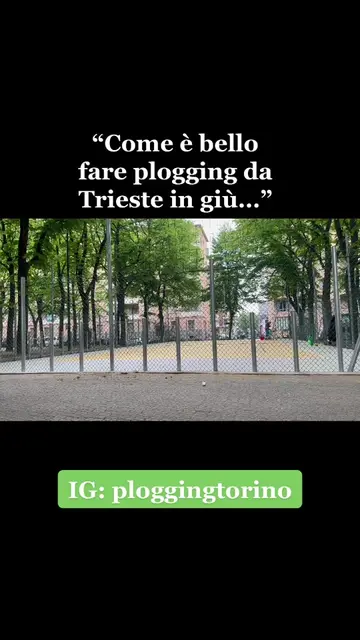 “Come è bello
fare plogging da
Trieste in giù...”
IG: ploggingtorino